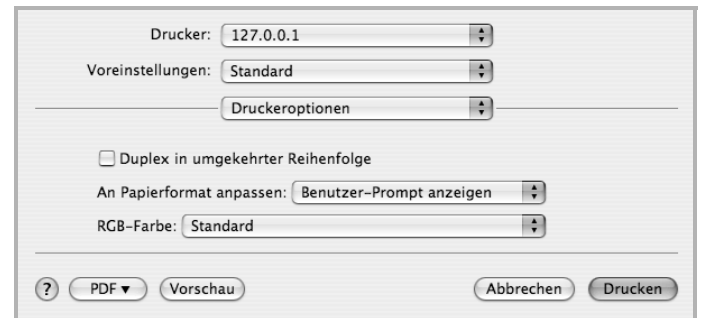 Drucker: 127.0.0.1
Voreinstellungen: Standard
Druckeroptionen
Duplex in umgekehrter Reihenfolge
An Papierformat anpassen: Benutzer-Prompt anzeigen
RGB-Farbe: Standard
? PDF ▼ Vorschau Abbrechen Drucken